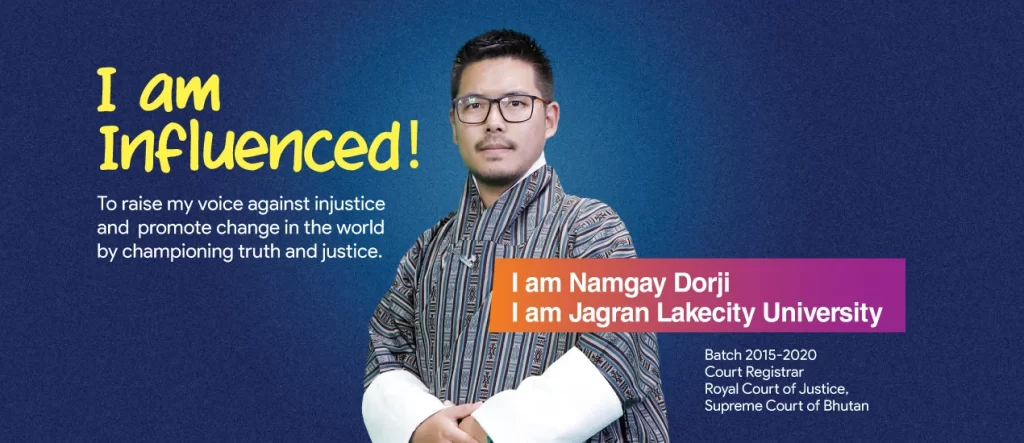 I am
Influenced!
To raise my voice against injustice
and promote change in the world
by championing truth and justice.
I am Namgay Dorji
I am Jagran Lakecity University
Batch 2015-2020
Court Registrar
Royal Court of Justice,
Supreme Court of Bhutan